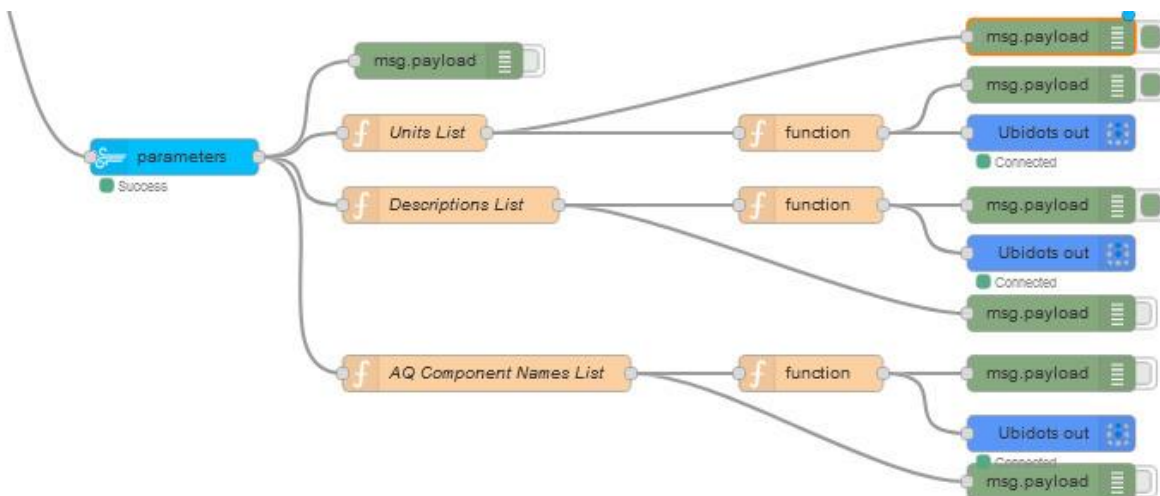 msg.payload
msg.payload
msg.payload
Units List
function
Ubidots out
parameters
Connected
Success
Descriptions List
function
msg.payload
Ubidots out
Connected
msg.payload
AQ Component Names List
function
msg.payload
Ubidots out
Connected
msg.payload